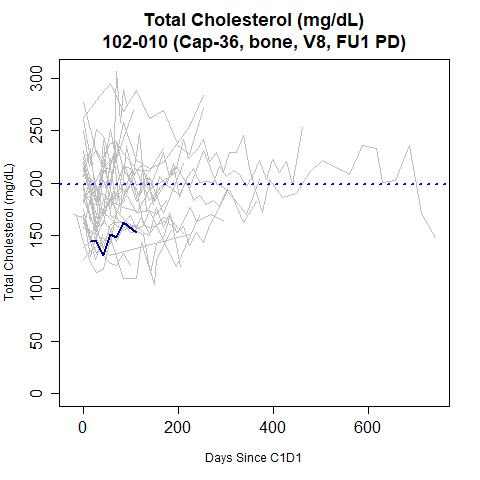 Total Cholesterol (mg/dL)
102-010 (Cap-36, bone, V8, FU1 PD)
Total Cholesterol (mg/dL)
300
250
200
150
100
50
0
0 200 400 600
Days Since C1D1